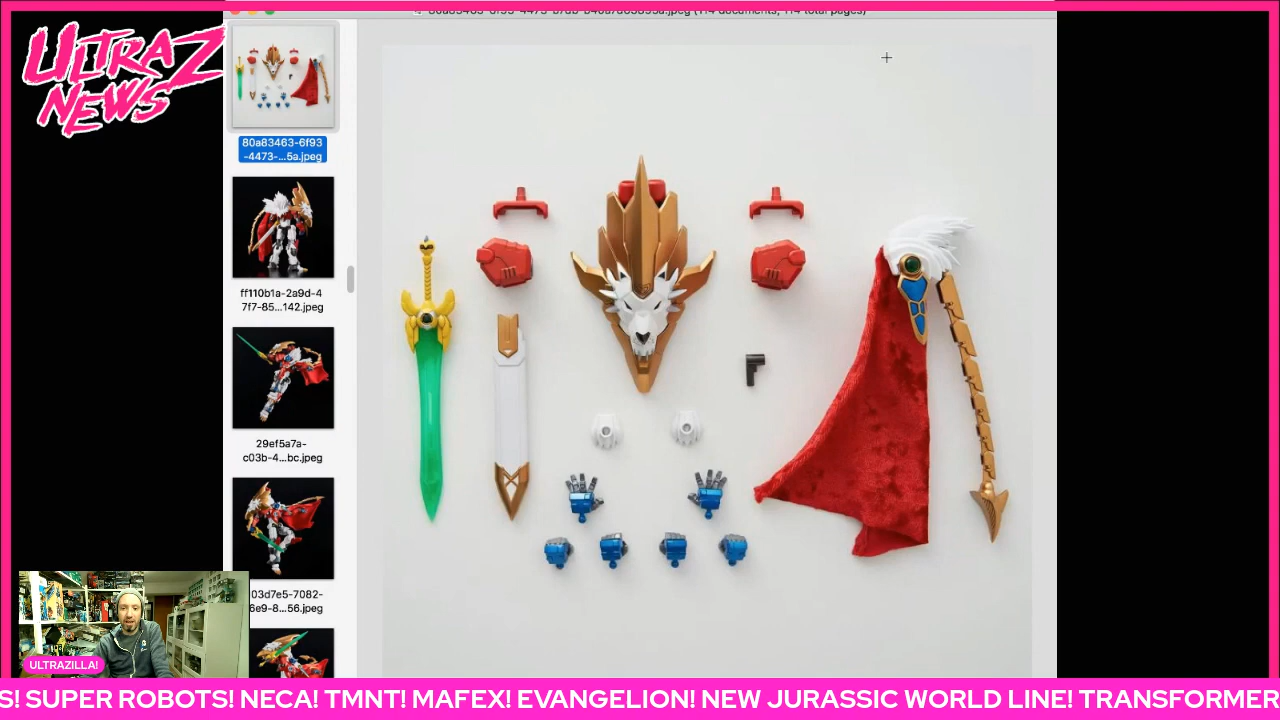 ULTRAZ
NEWS
80a83463-6f93
-4473-...5a.jpeg
ff110b1a-2a9d-4
7f7-85...142.jpeg
29ef5a7a-
c03b-4...bc.jpeg
03d7e5-7082-
6e9-8...56.jpeg
ULTRAZILLA!
S! SUPER ROBOTS! NECA! TMNT! MAFEX! EVANGELION! NEW JURASSIC WORLD LINE! TRANSFORMER